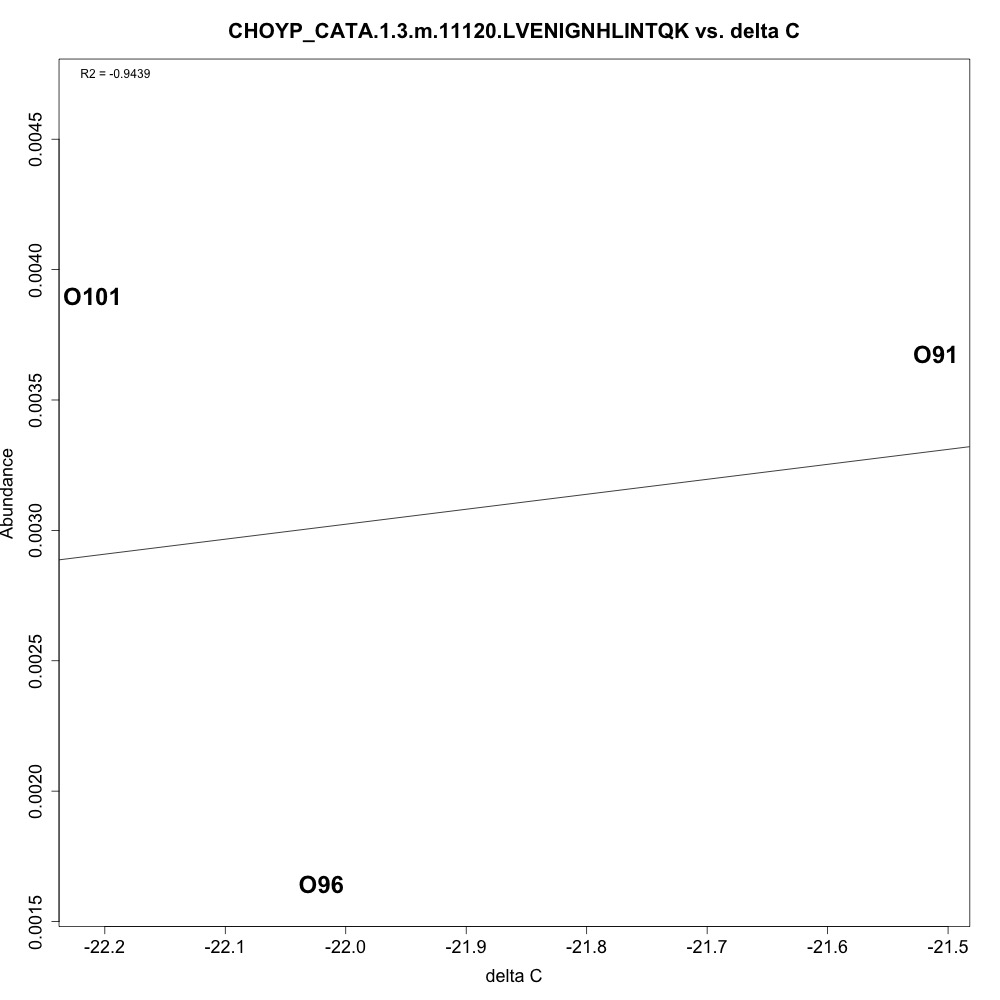 CHOYP_CATA.1.3.m.11120.LVENIGNHLINTQK vs. delta C
R2 = -0.9439
0.0045
0.0040
0.0035
0.0030
0.0025
0.0020
0.0015
Abundance
O101
O91
O96
-22.2 -22.1 -22.0 -21.9 -21.8 -21.7 -21.6 -21.5
delta C